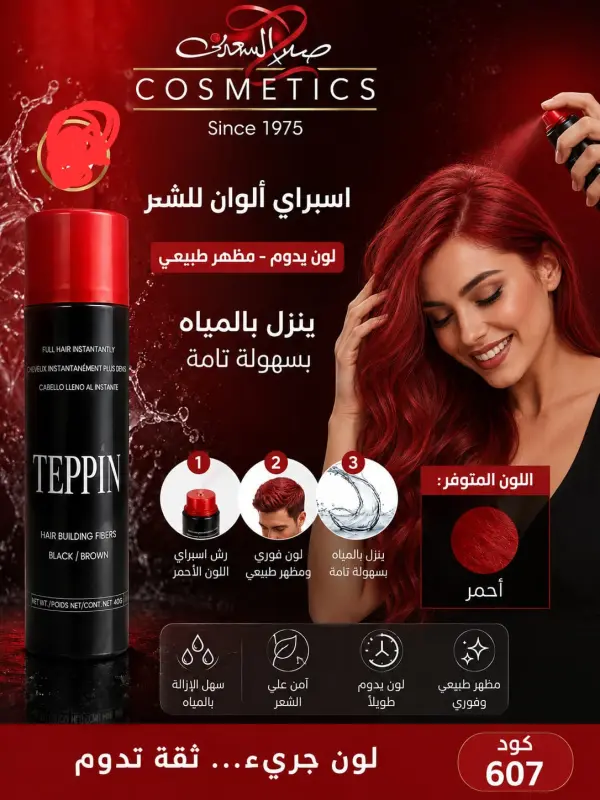 صلاح السعدني
COSMETICS
Since 1975
اسبراي ألوان للشعر
لون يدوم - مظهر طبيعي
ينزل بالمياه
بسهولة تامة
FULL HAIR INSTANTLY
CHEVEUX INSTANTANÉMENT PLUS DENSE
CABELLO LLENO AL INSTANTE
TEPPIN
HAIR BUILDING FIBERS
BLACK / BROWN
NET WT./POIDS NET/CONT. NET 40G
1
رش اسبراي
اللون الأحمر
2
لون فوري
ومظهر طبيعي
3
ينزل بالمياه
بسهولة تامة
اللون المتوفر:
أحمر
مظهر طبيعي
وفوري
لون يدوم
طويلاً
آمن علي
الشعر
سهل الإزالة
بالمياه
لون جريء... ثقة تدوم
كود
607